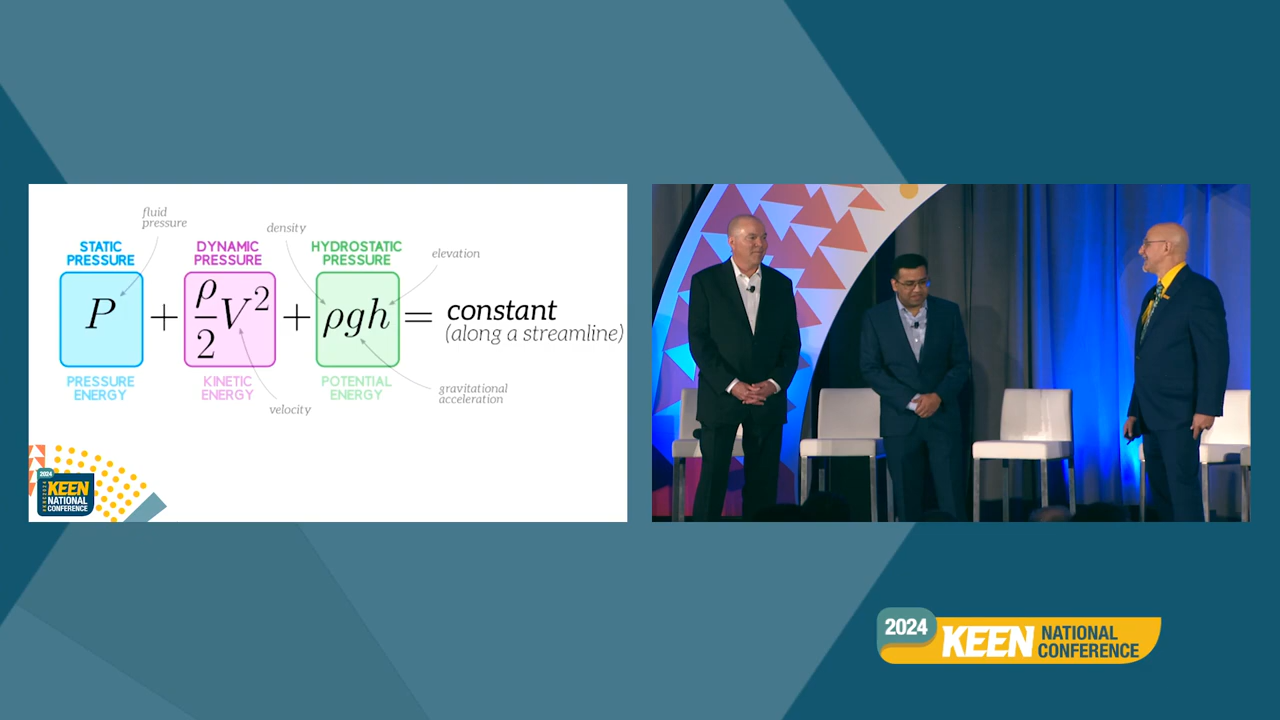 fluid
pressure
density
STATIC
PRESSURE
DYNAMIC
PRESSURE
HYDROSTATIC
PRESSURE
elevation
P + ρ/2 V² + ρgh = constant
(along a streamline)
PRESSURE
ENERGY
KINETIC
ENERGY
POTENTIAL
ENERGY
gravitational
acceleration
velocity
2024
KEEN
NATIONAL
CONFERENCE
2024
KEEN NATIONAL
CONFERENCE